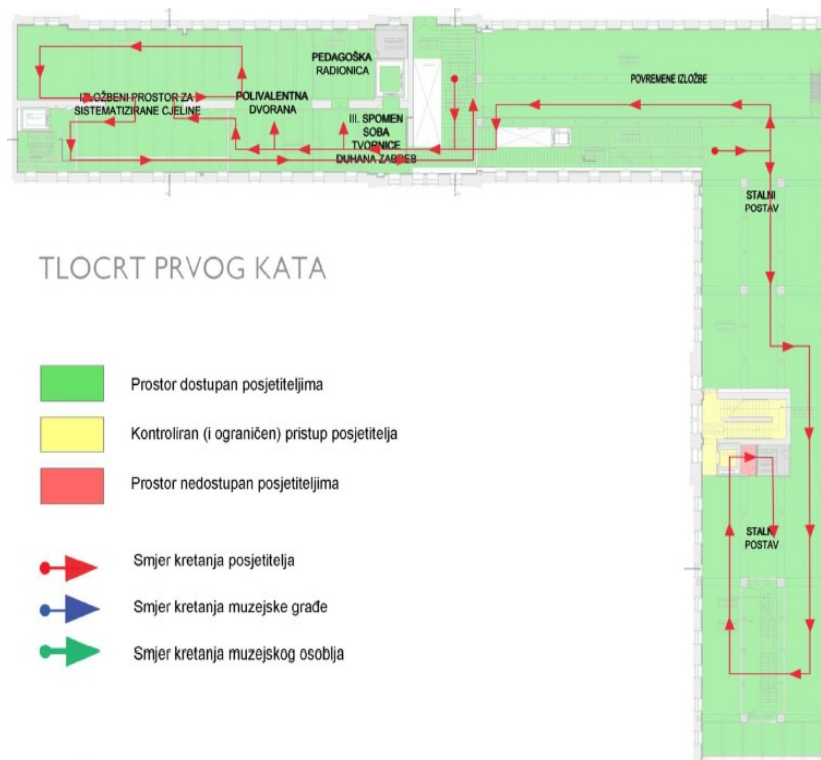 PEDAGOŠKA
RADIONICA
POVREMENE IZLOŽBE
IZLOŽBENI PROSTOR ZA
SISTEMATIZIRANE CJELINE
POLIVALENTNA
DVORANA
III. SPOMEN
SOBA
TVORNICE
DUHANA ZAGREB
STALNI
POSTAV
TLOCRT PRVOG KATA
Prostor dostupan posjetiteljima
Kontroliran (i ograničen) pristup posjetitelja
Prostor nedostupan posjetiteljima
STALNI
POSTAV
Smjer kretanja posjetitelja
Smjer kretanja muzejske građe
Smjer kretanja muzejskog osoblja